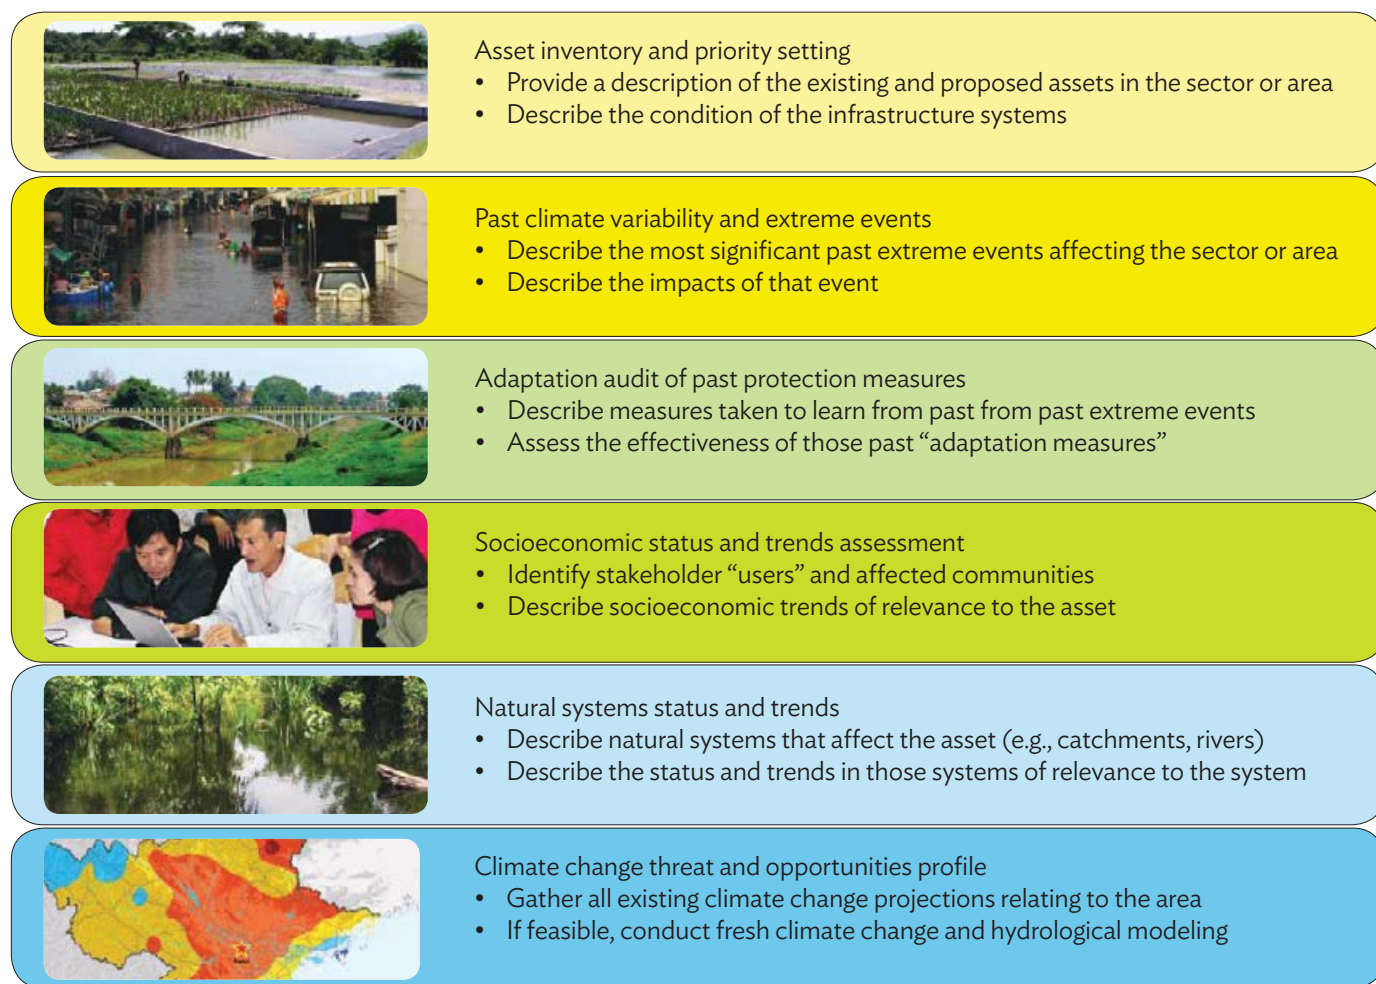 Asset inventory and priority setting
• Provide a description of the existing and proposed assets in the sector or area
• Describe the condition of the infrastructure systems
Past climate variability and extreme events
• Describe the most significant past extreme events affecting the sector or area
• Describe the impacts of that event
Adaptation audit of past protection measures
• Describe measures taken to learn from past from past extreme events
• Assess the effectiveness of those past “adaptation measures”
Socioeconomic status and trends assessment
• Identify stakeholder “users” and affected communities
• Describe socioeconomic trends of relevance to the asset
Natural systems status and trends
• Describe natural systems that affect the asset (e.g., catchments, rivers)
• Describe the status and trends in those systems of relevance to the system
Climate change threat and opportunities profile
• Gather all existing climate change projections relating to the area
• If feasible, conduct fresh climate change and hydrological modeling